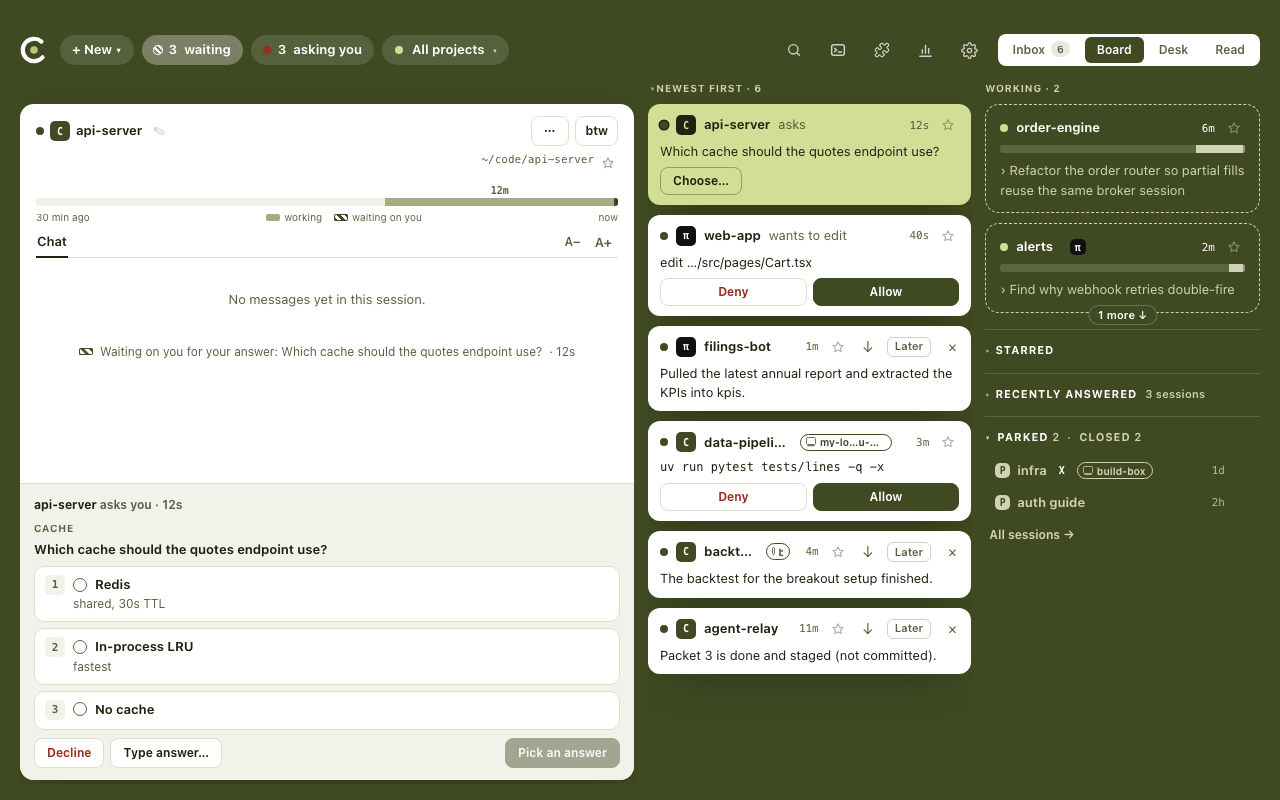 + New ▾
3 waiting
3 asking you
All projects ▾
Inbox 6
Board
Desk
Read
C api-server
...
btw
~/code/api-server
12m
30 min ago
working
waiting on you
now
Chat
A−
A+
No messages yet in this session.
Waiting on you for your answer: Which cache should the quotes endpoint use? · 12s
api-server asks you · 12s
CACHE
Which cache should the quotes endpoint use?
1 Redis
shared, 30s TTL
2 In-process LRU
fastest
3 No cache
Decline
Type answer...
Pick an answer
NEWEST FIRST · 6
C api-server asks 12s
Which cache should the quotes endpoint use?
Choose...
π web-app wants to edit 40s
edit .../src/pages/Cart.tsx
Deny
Allow
π filings-bot 1m ↓ Later ×
Pulled the latest annual report and extracted the
KPIs into kpis.
C data-pipeli... my-lo...u-... 3m
uv run pytest tests/lines -q -x
Deny
Allow
C backt... 4m ↓ Later ×
The backtest for the breakout setup finished.
C agent-relay 11m ↓ Later ×
Packet 3 is done and staged (not committed).
WORKING · 2
order-engine 6m
› Refactor the order router so partial fills
reuse the same broker session
alerts π 2m
› Find why webhook retries double-fire
1 more ↓
STARRED
RECENTLY ANSWERED 3 sessions
PARKED 2 · CLOSED 2
P infra X build-box 1d
P auth guide 2h
All sessions →